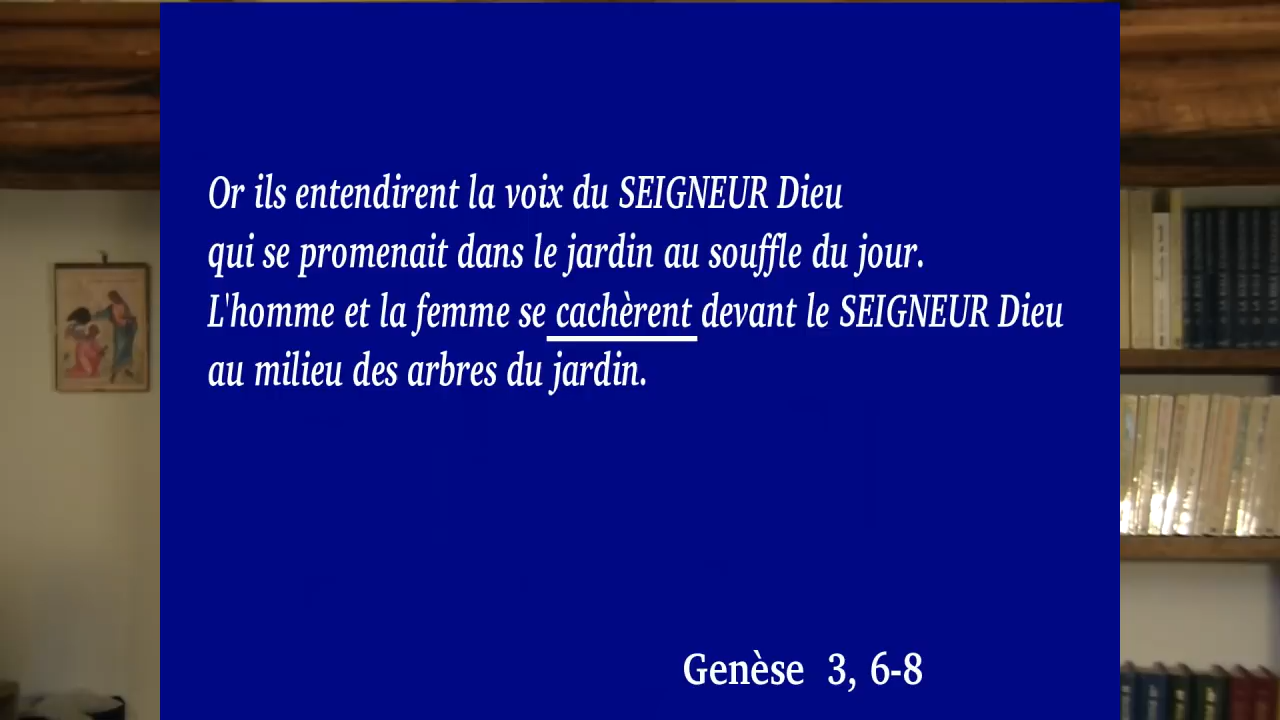 Or ils entendirent la voix du SEIGNEUR Dieu
qui se promenait dans le jardin au souffle du jour.
L'homme et la femme se cachèrent devant le SEIGNEUR Dieu
au milieu des arbres du jardin.
Genèse 3, 6-8